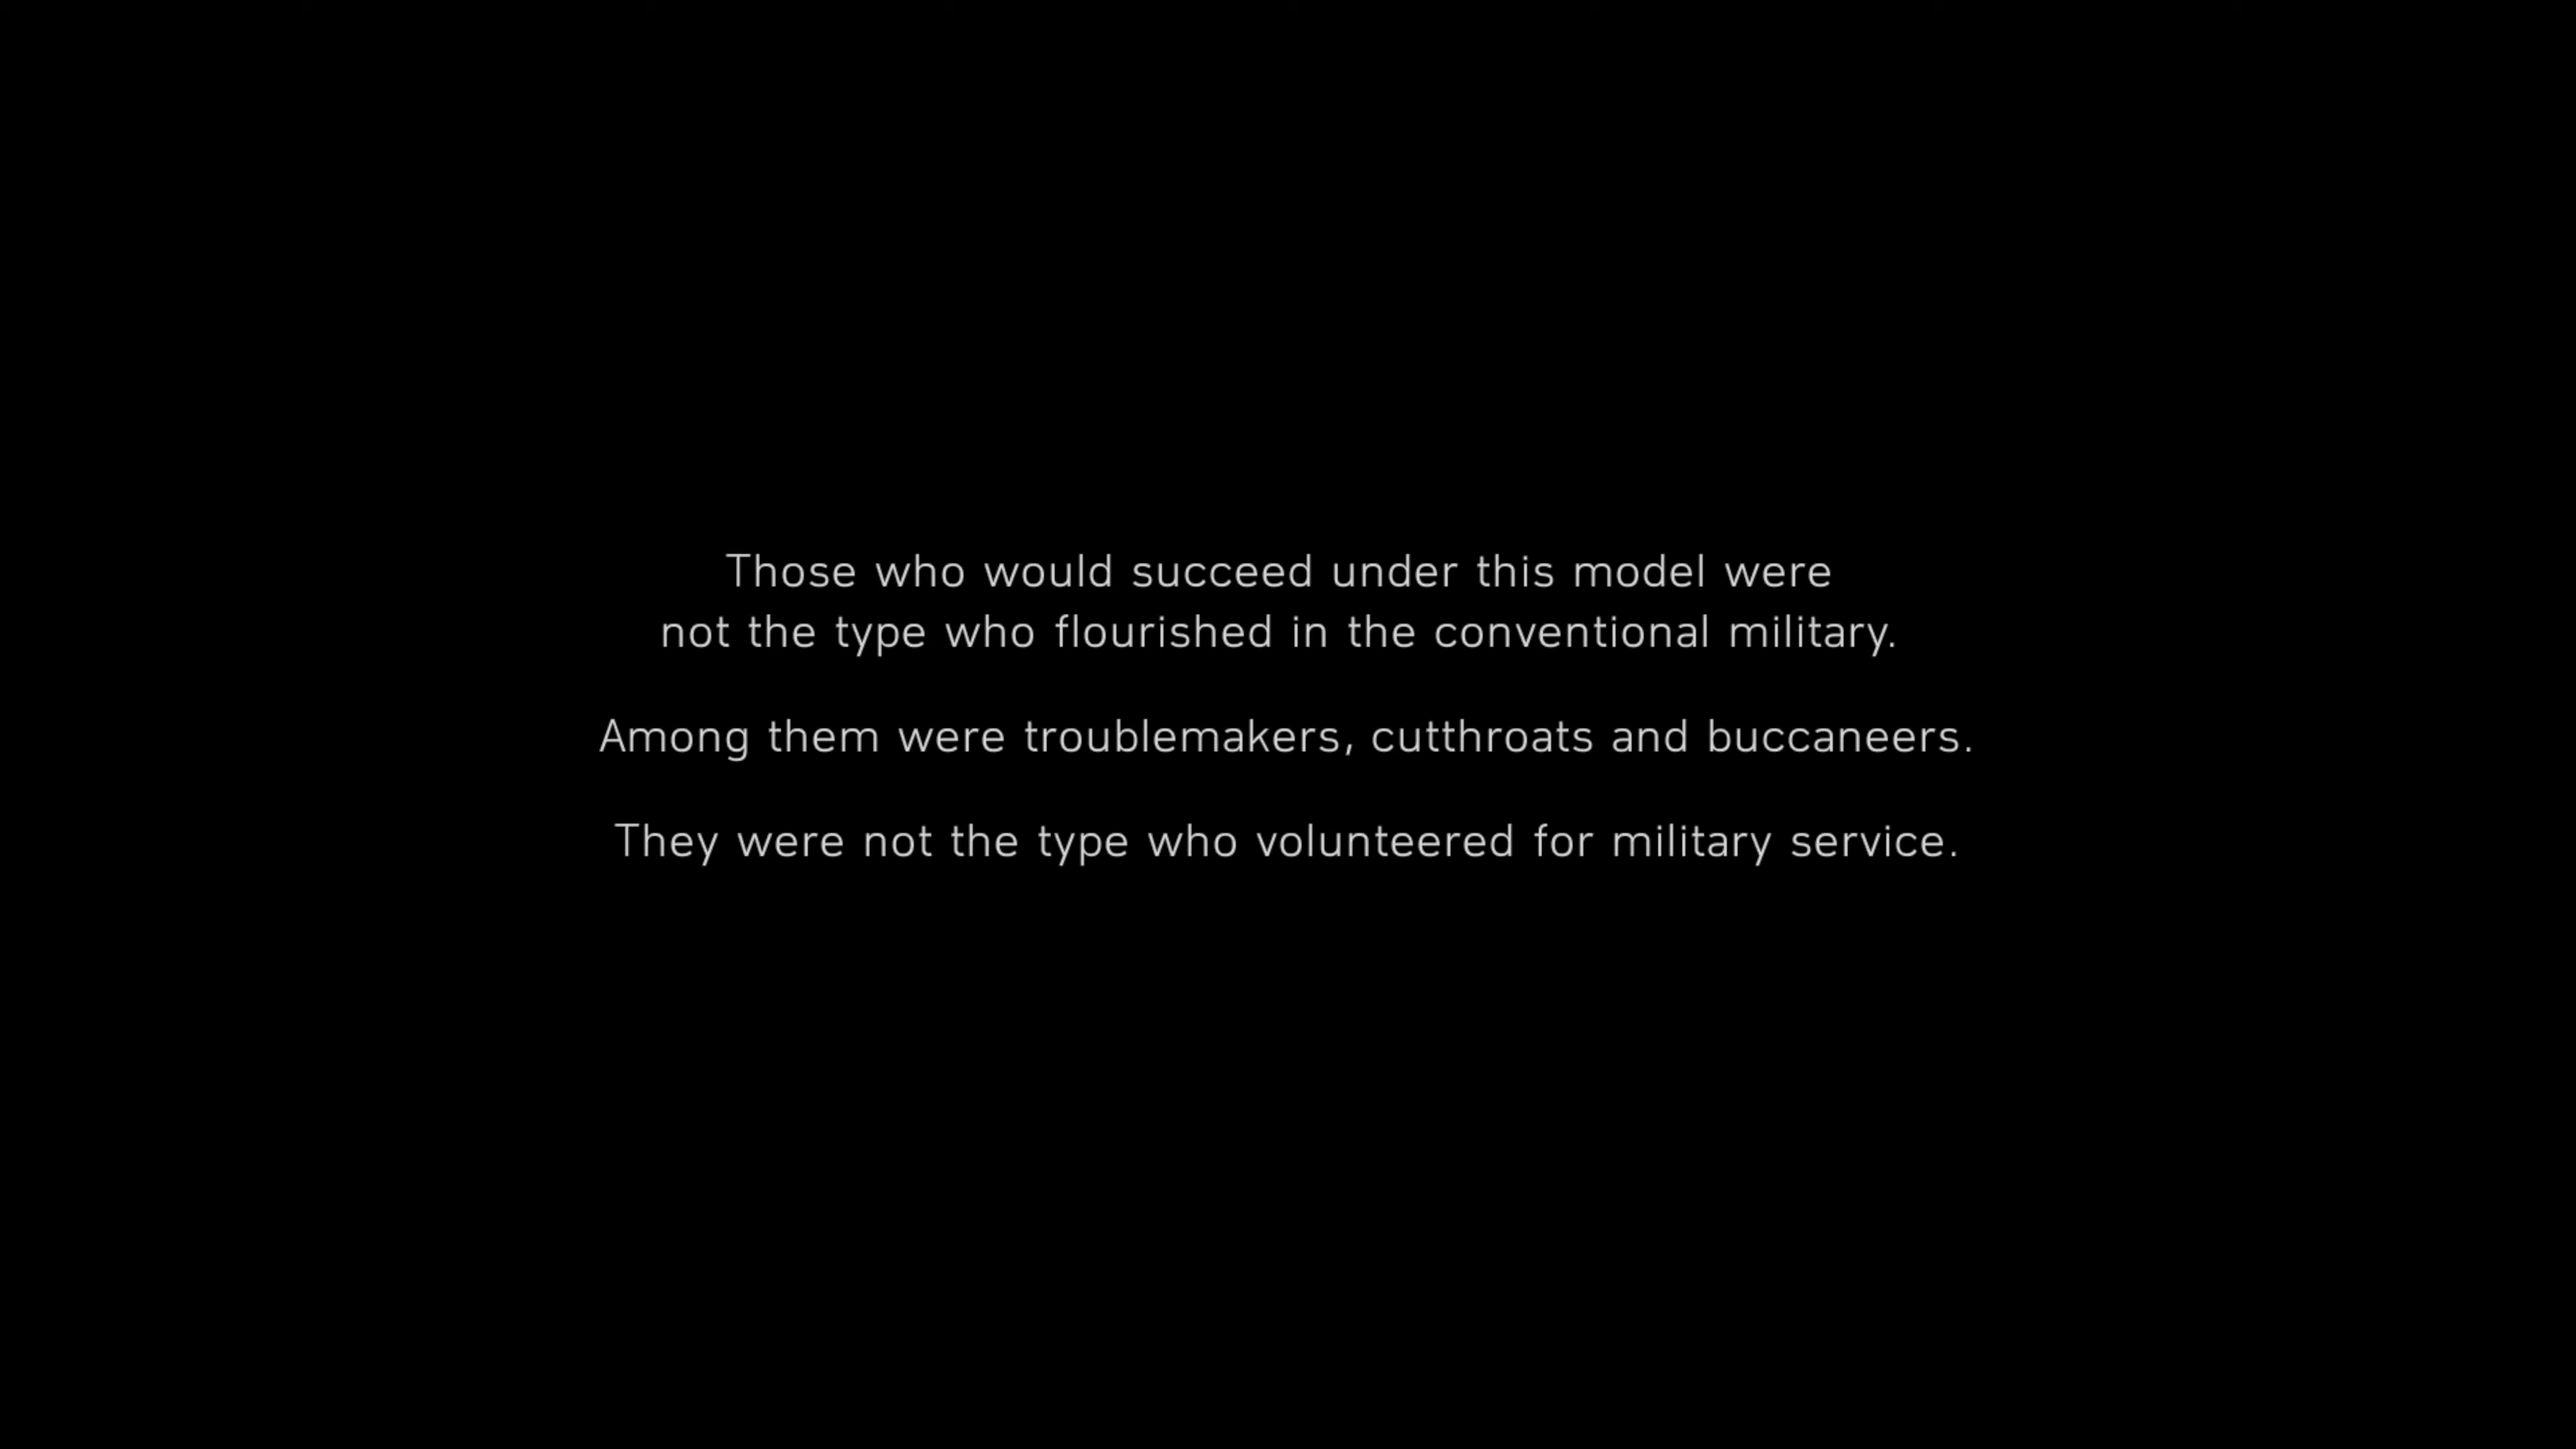 Those who would succeed under this model were
not the type who flourished in the conventional military.
Among them were troublemakers, cutthroats and buccaneers.
They were not the type who volunteered for military service.